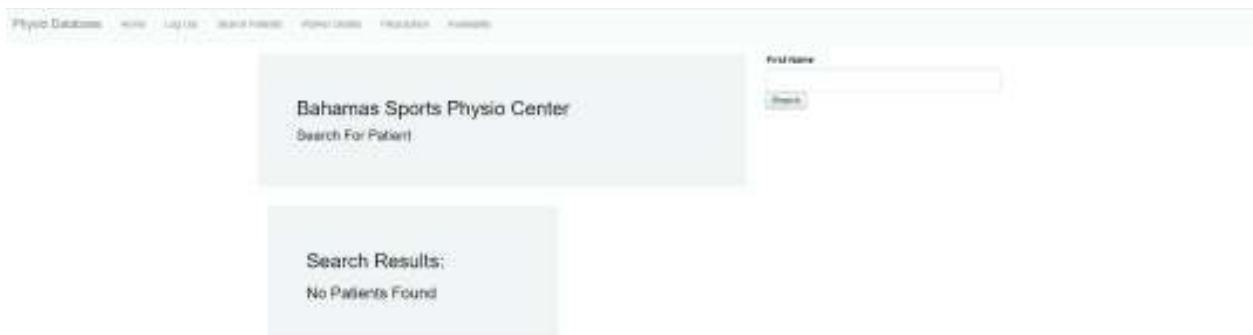 Physio Database Home Log Out Search Patients
First Name
Search
Bahamas Sports Physio Center
Search For Patient
Search Results:
No Patients Found